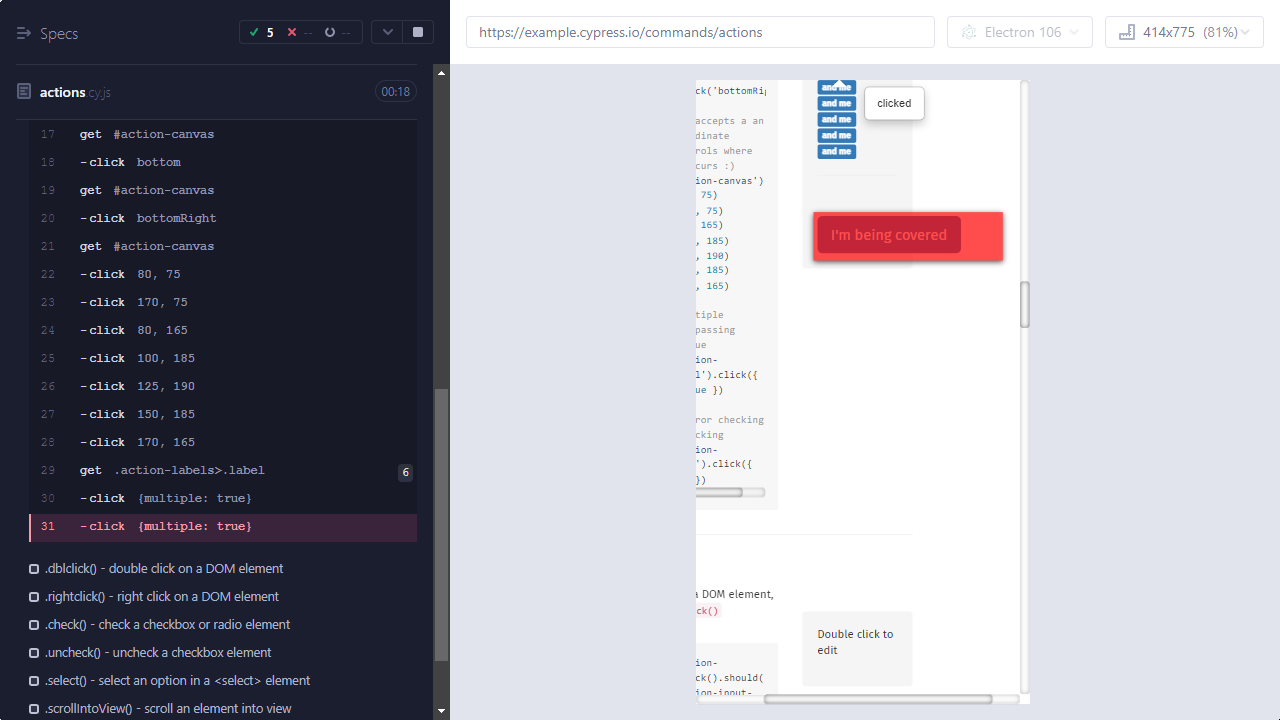 Specs
5
--
--
actions cy.js
00:18
17 get #action-canvas
18 -click bottom
19 get #action-canvas
20 -click bottomRight
21 get #action-canvas
22 -click 80, 75
23 -click 170, 75
24 -click 80, 165
25 -click 100, 185
26 -click 125, 190
27 -click 150, 185
28 -click 170, 165
29 get .action-labels>.label 6
30 -click {multiple: true}
31 -click {multiple: true}
.dblclick() - double click on a DOM element
.rightclick() - right click on a DOM element
.check() - check a checkbox or radio element
.uncheck() - uncheck a checkbox element
.select() - select an option in a <select> element
.scrollIntoView() - scroll an element into view
https://example.cypress.io/commands/actions
Electron 106
414x775 (81%)
ck('bottomRig
accepts a an
dinate
rols where
curs :)
ion-canvas')
75)
, 75)
165)
, 185)
, 190)
, 185)
, 165)
tiple
passing
ue
ion-
l').click({
ue })
ror checking
cking
ion-
').click({
})
and me
and me
and me
and me
and me
clicked
I'm being covered
a DOM element,
ck()
ion-
ck().should(
ion-input-
Double click to
edit